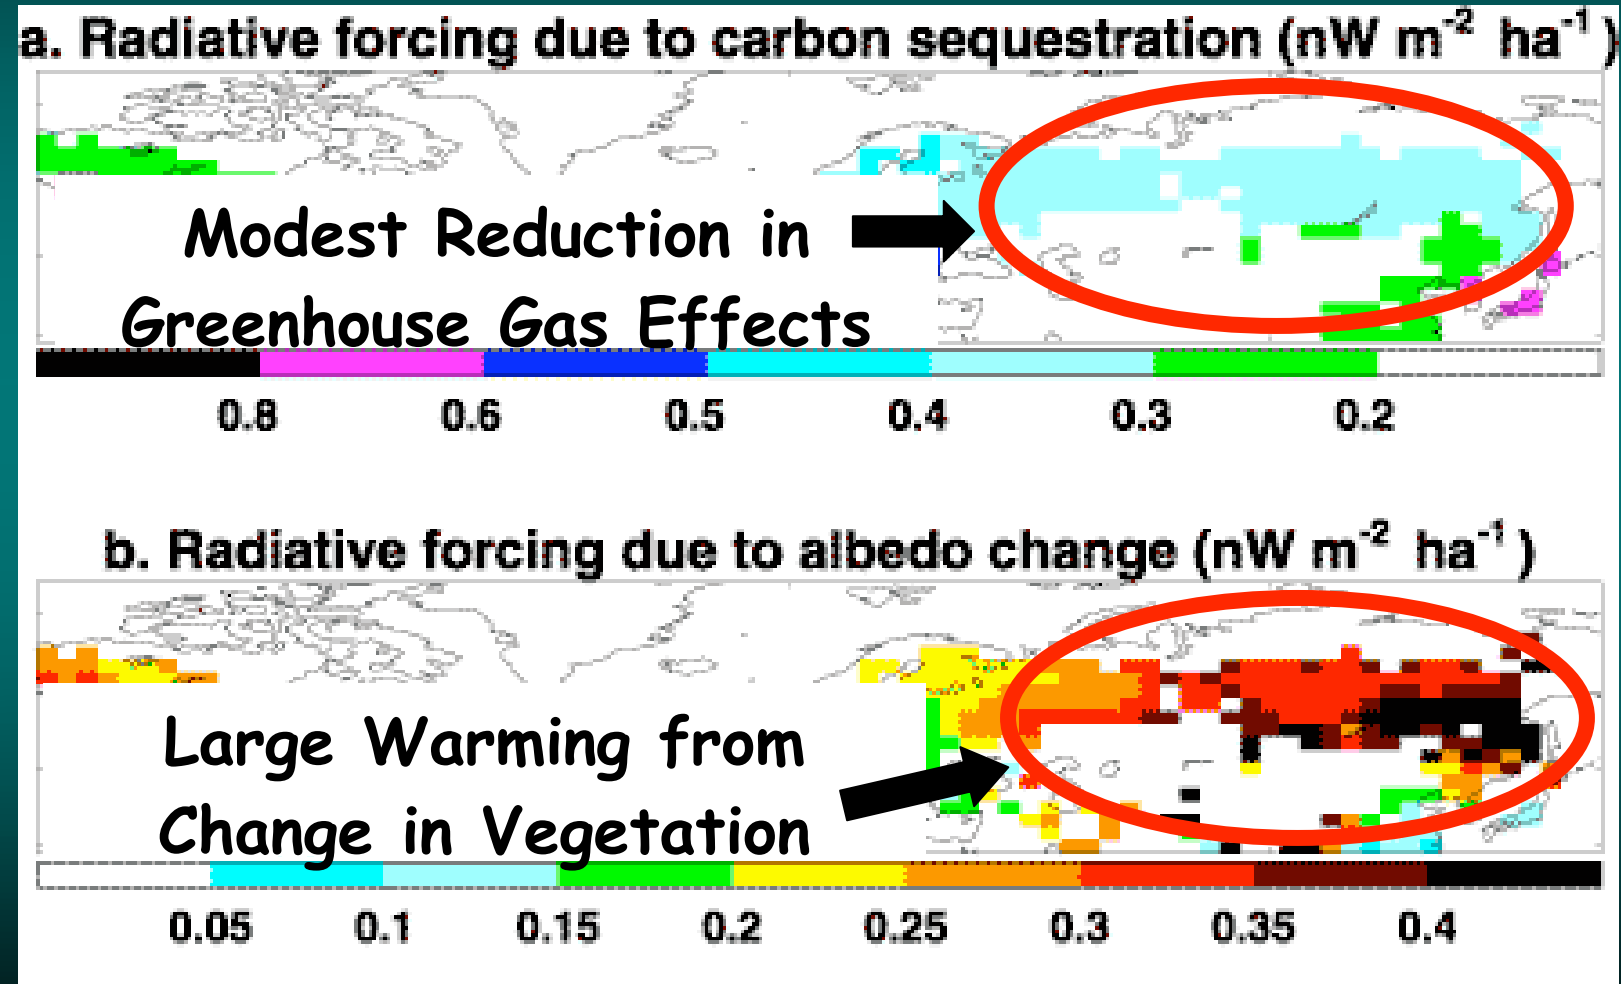 a. Radiative forcing due to carbon sequestration (nW m⁻² ha⁻¹)
Modest Reduction in
Greenhouse Gas Effects
0.8 0.6 0.5 0.4 0.3 0.2
b. Radiative forcing due to albedo change (nW m⁻² ha⁻¹)
Large Warming from
Change in Vegetation
0.05 0.1 0.15 0.2 0.25 0.3 0.35 0.4